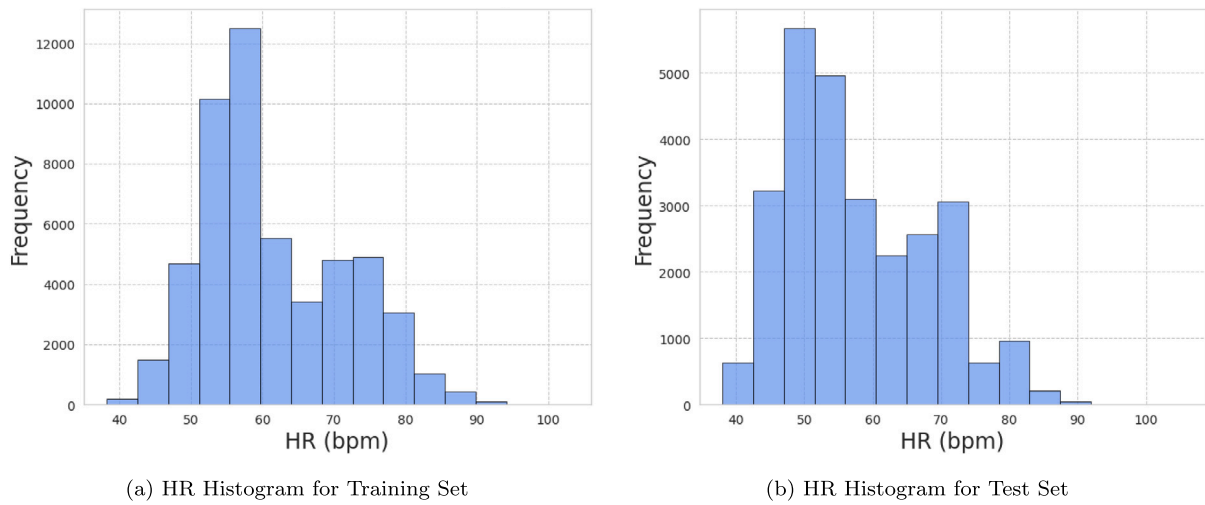 12000
10000
8000
6000
4000
2000
0
Frequency
40 50 60 70 80 90 100
HR (bpm)
(a) HR Histogram for Training Set
5000
4000
3000
2000
1000
0
Frequency
40 50 60 70 80 90 100
HR (bpm)
(b) HR Histogram for Test Set